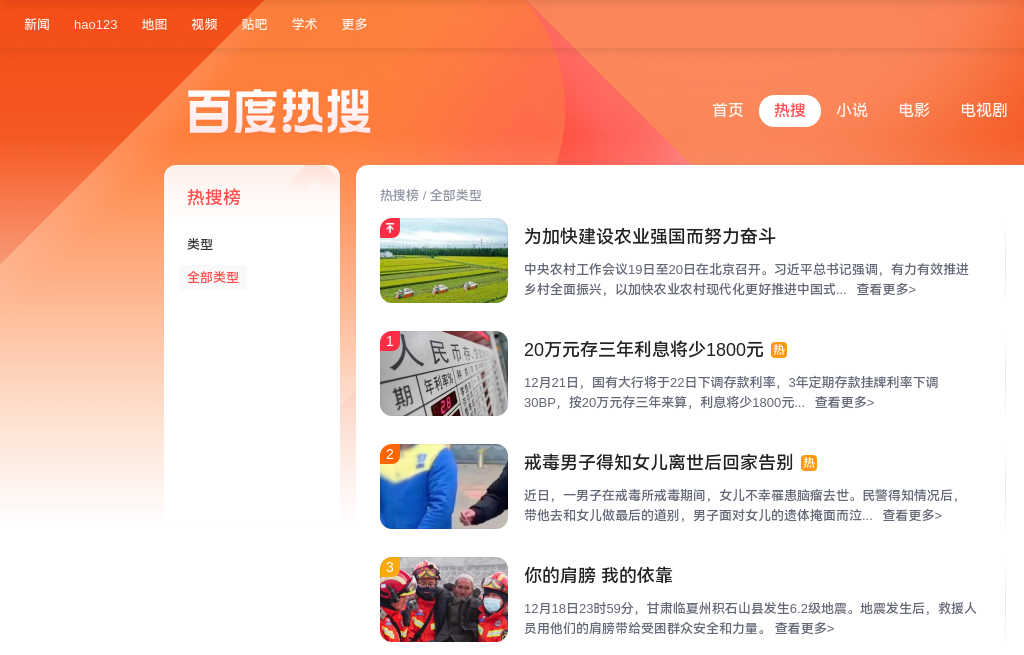 新闻 hao123 地图 视频 贴吧 学术 更多
百度热搜
首页 热搜 小说 电影 电视剧
热搜榜
类型
全部类型
热搜榜 / 全部类型
为加快建设农业强国而努力奋斗
中央农村工作会议19日至20日在北京召开。习近平总书记强调，有力有效推进
乡村全面振兴，以加快农业农村现代化更好推进中国式... 查看更多>
1
人民币存
期 年利率%
20万元存三年利息将少1800元 热
12月21日，国有大行将于22日下调存款利率，3年定期存款挂牌利率下调
30BP，按20万元存三年来算，利息将少1800元... 查看更多>
2
戒毒男子得知女儿离世后回家告别 热
近日，一男子在戒毒所戒毒期间，女儿不幸罹患脑瘤去世。民警得知情况后，
带他去和女儿做最后的道别，男子面对女儿的遗体掩面而泣... 查看更多>
3
你的肩膀 我的依靠
12月18日23时59分，甘肃临夏州积石山县发生6.2级地震。地震发生后，救援人
员用他们的肩膀带给受困群众安全和力量。 查看更多>